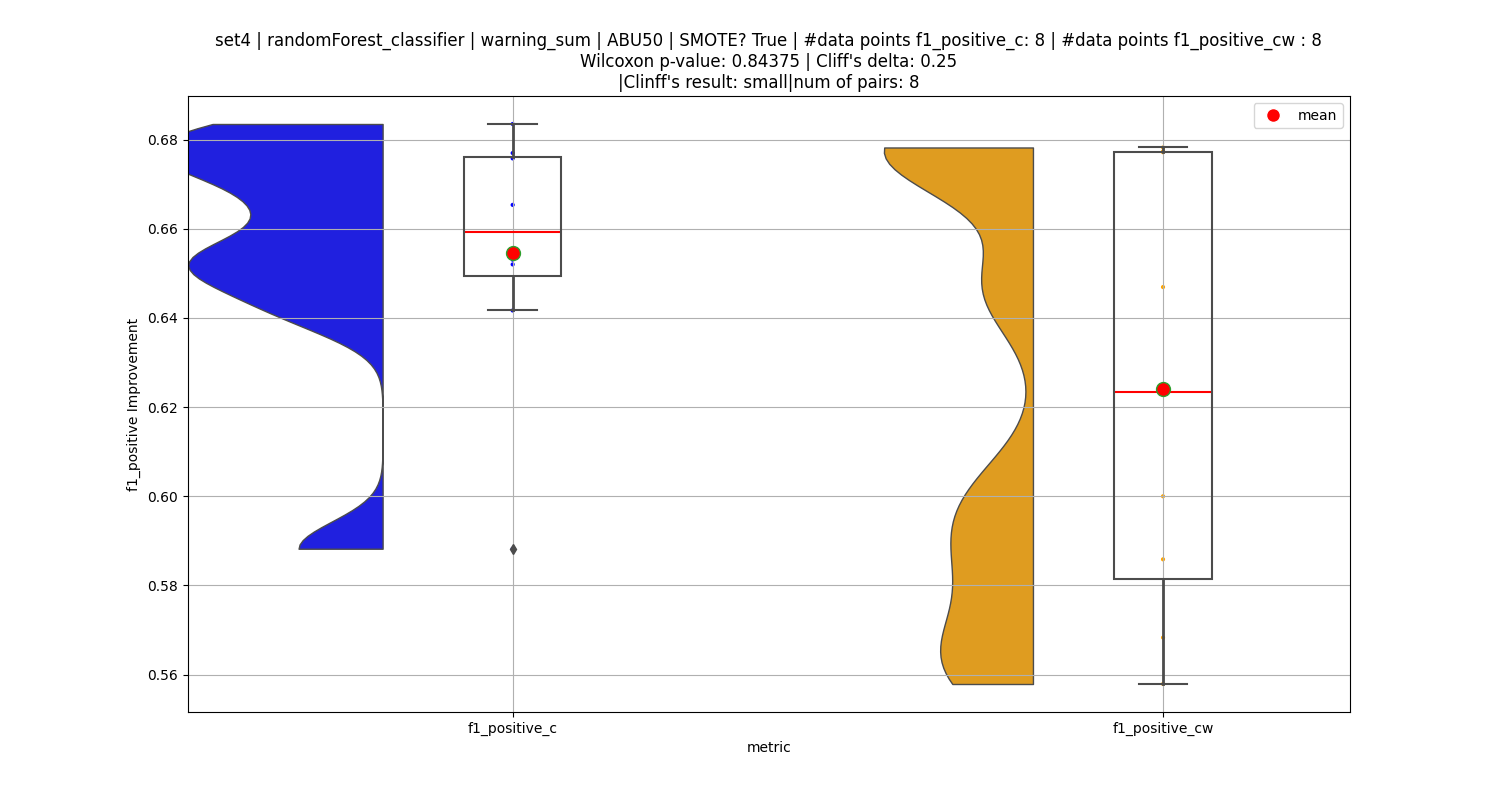 set4 | randomForest_classifier | warning_sum | ABU50 | SMOTE? True | #data points f1_positive_c: 8 | #data points f1_positive_cw : 8
Wilcoxon p-value: 0.84375 | Cliff's delta: 0.25
|Clinff's result: small|num of pairs: 8
mean
0.68
0.66
0.64
0.62
0.60
0.58
0.56
f1_positive Improvement
f1_positive_c
f1_positive_cw
metric